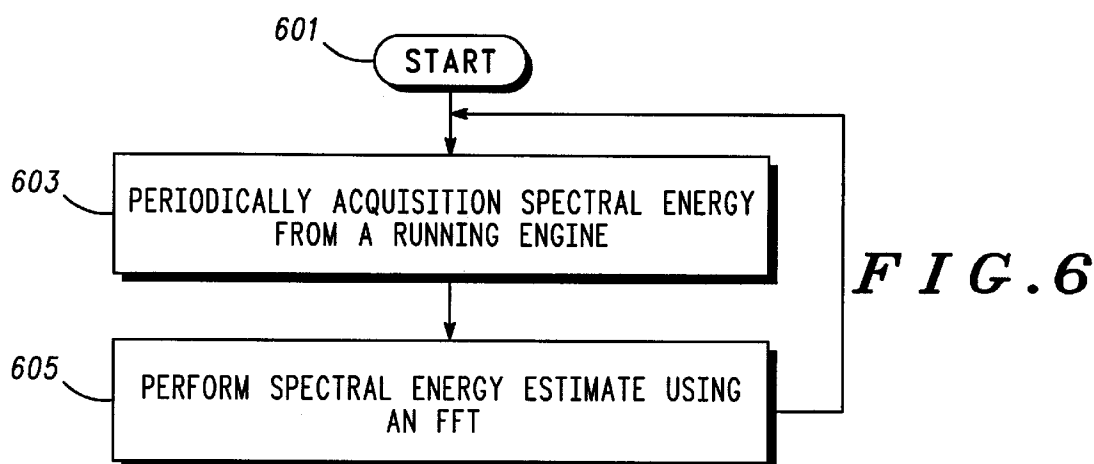 601
START
603
PERIODICALLY ACQUISITION SPECTRAL ENERGY
FROM A RUNNING ENGINE
FIG.6
605
PERFORM SPECTRAL ENERGY ESTIMATE USING
AN FFT